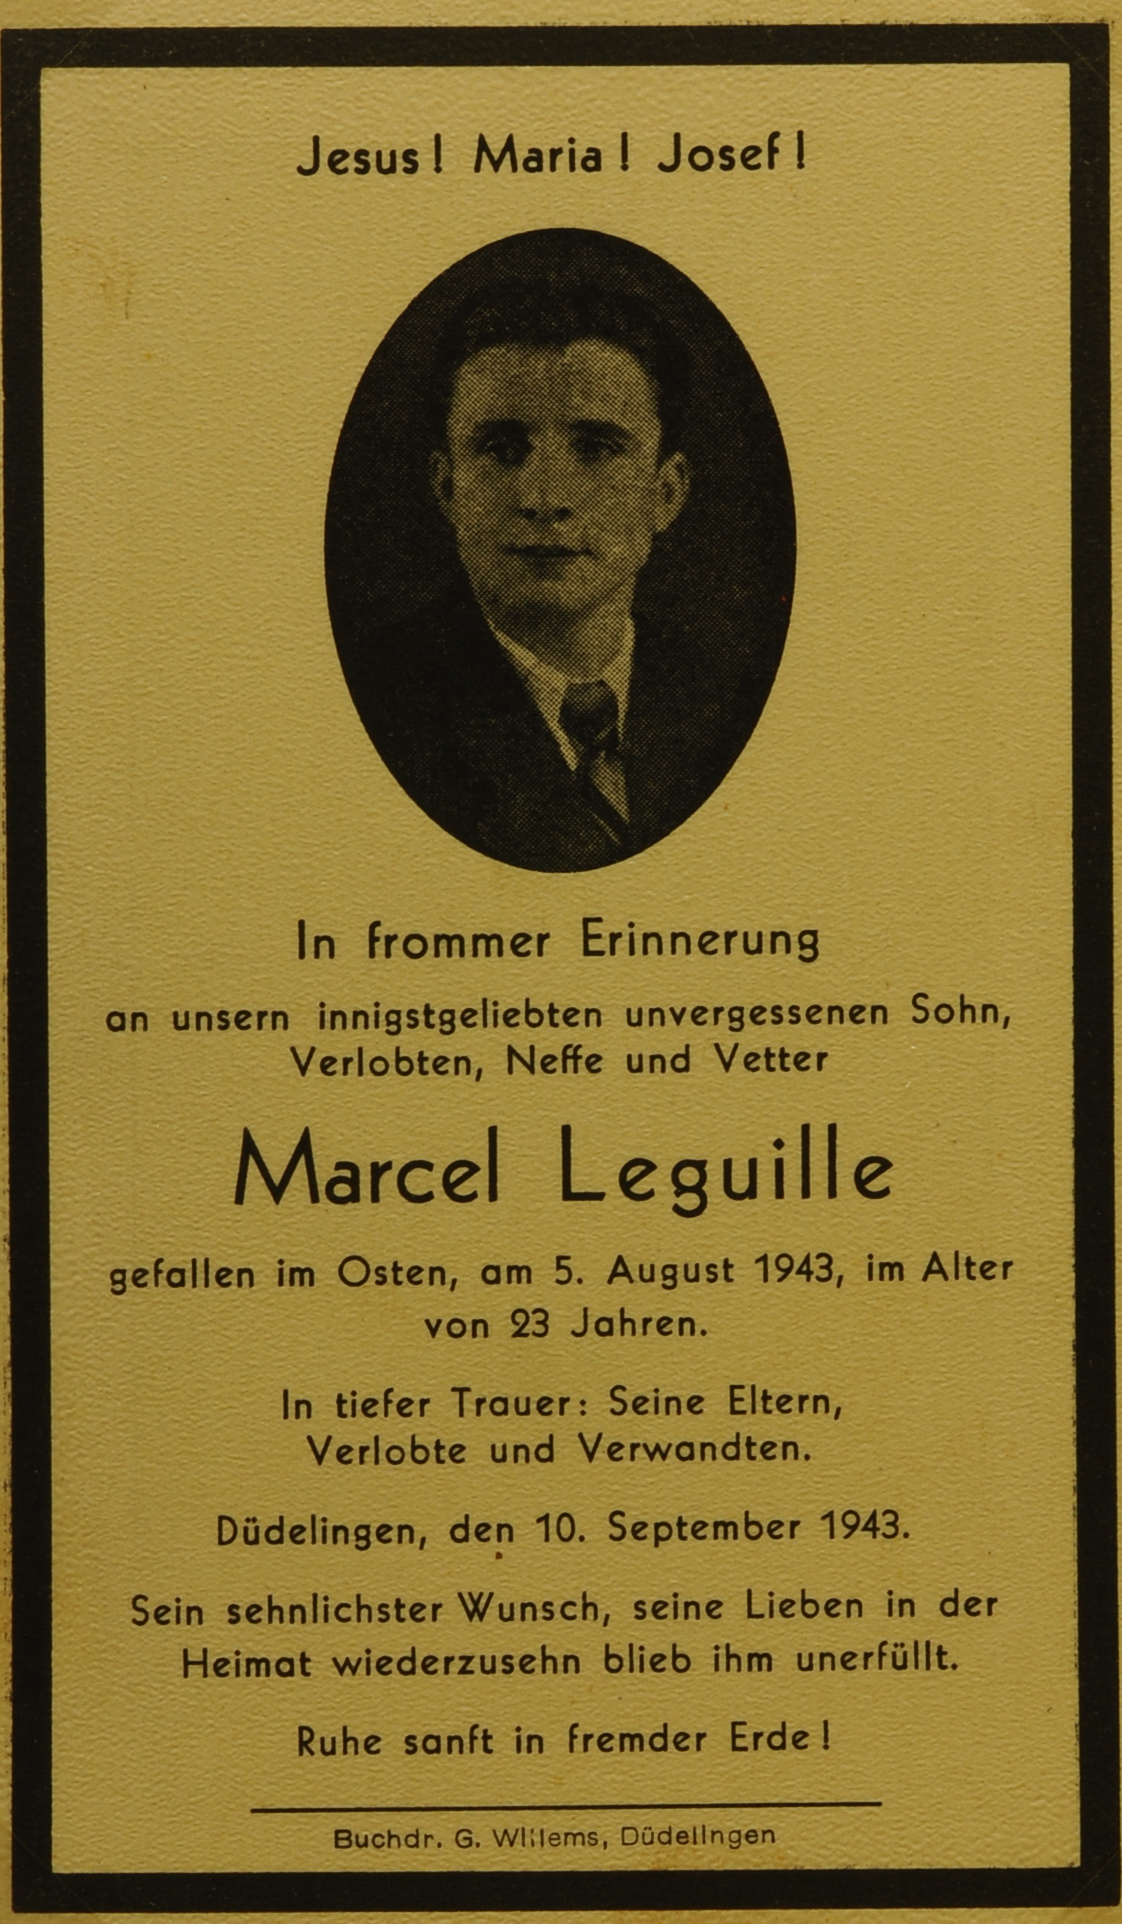 Jesus! Maria! Josef!
In frommer Erinnerung
an unsern innigstgeliebten unvergessenen Sohn,
Verlobten, Neffe und Vetter
Marcel Leguille
gefallen im Osten, am 5. August 1943, im Alter
von 23 Jahren.
In tiefer Trauer: Seine Eltern,
Verlobte und Verwandten.
Düdelingen, den 10. September 1943.
Sein sehnlichster Wunsch, seine Lieben in der
Heimat wiederzusehn blieb ihm unerfüllt.
Ruhe sanft in fremder Erde!
Buchdr. G. Willems, Düdelingen